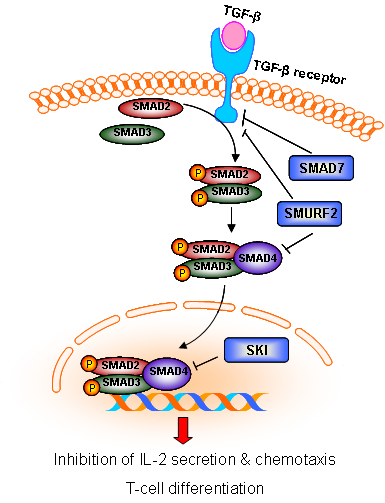 TGF-β
TGF-β receptor
SMAD2
SMAD3
SMAD7
P
SMAD2
P
SMAD3
SMURF2
P
SMAD2
SMAD4
P
SMAD3
SKI
P
SMAD2
SMAD4
P
SMAD3
Inhibition of IL-2 secretion & chemotaxis
T-cell differentiation